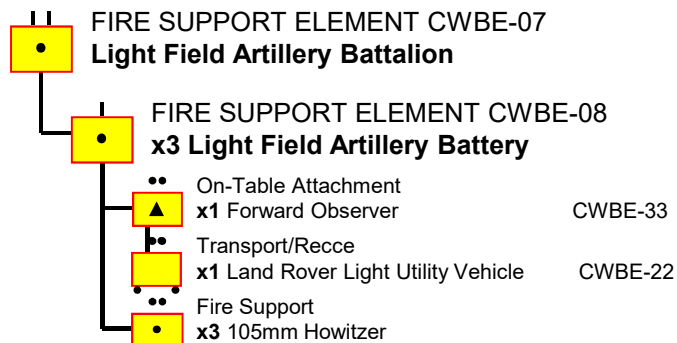 FIRE SUPPORT ELEMENT CWBE-07
Light Field Artillery Battalion
FIRE SUPPORT ELEMENT CWBE-08
x3 Light Field Artillery Battery
On-Table Attachment
x1 Forward Observer CWBE-33
Transport/Recce
x1 Land Rover Light Utility Vehicle CWBE-22
Fire Support
x3 105mm Howitzer